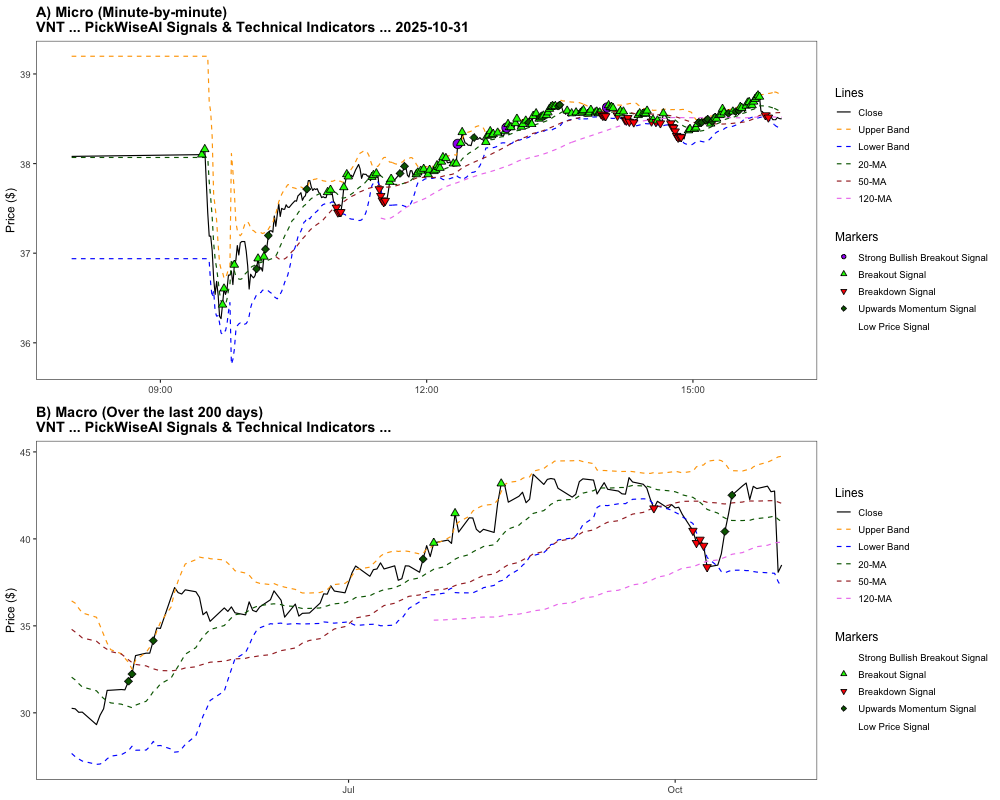 A) Micro (Minute-by-minute)
VNT ... PickWiseAI Signals & Technical Indicators ... 2025-10-31
Price ($)
39
38
37
36
09:00
12:00
15:00
Lines
Close
Upper Band
Lower Band
20-MA
50-MA
120-MA
Markers
Strong Bullish Breakout Signal
Breakout Signal
Breakdown Signal
Upwards Momentum Signal
Low Price Signal
B) Macro (Over the last 200 days)
VNT ... PickWiseAI Signals & Technical Indicators ...
Price ($)
45
40
35
30
Jul
Oct
Lines
Close
Upper Band
Lower Band
20-MA
50-MA
120-MA
Markers
Strong Bullish Breakout Signal
Breakout Signal
Breakdown Signal
Upwards Momentum Signal
Low Price Signal